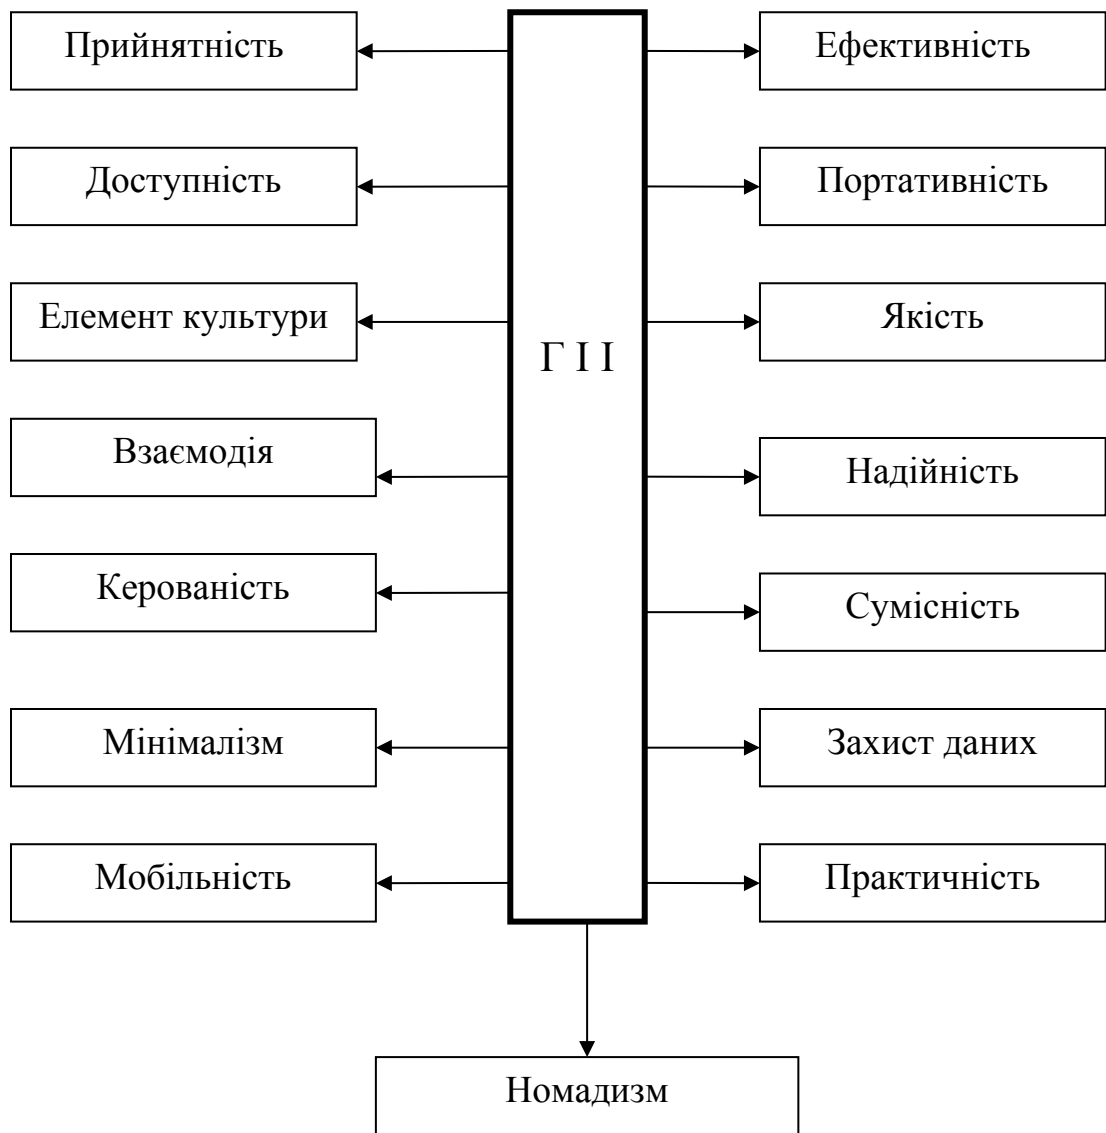 Прийнятність
Ефективність
Доступність
Портативність
Елемент культури
Якість
Г І І
Взаємодія
Надійність
Керованість
Сумісність
Мінімалізм
Захист даних
Мобільність
Практичність
Номадизм